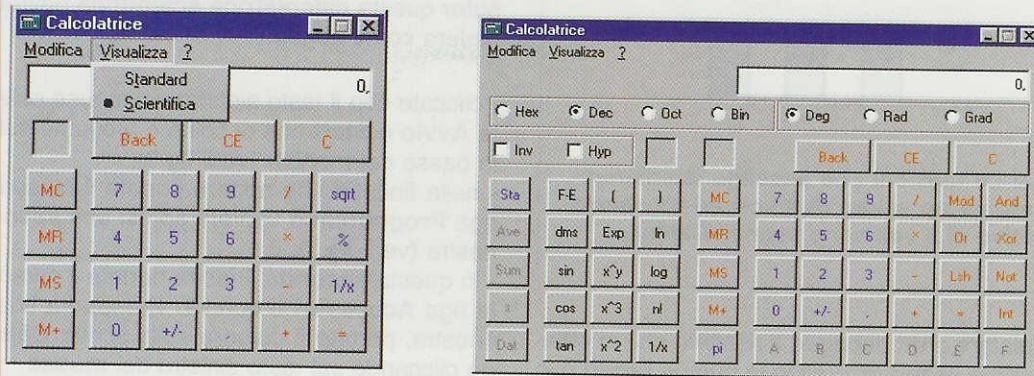 Calcolatrice
Modifica Visualizza ?
Standard
Scientifica
0,
Back CE C
MC 7 8 9 / sqrt
MR 4 5 6 × %
MS 1 2 3 - 1/x
M+ 0 +/- , + =
Calcolatrice
Modifica Visualizza ?
0,
Hex Dec Oct Bin Deg Rad Grad
Inv Hyp Back CE C
Sta F-E ( ) MC 7 8 9 / Mod And
Ave dms Exp ln MR 4 5 6 × Or Xor
Sum sin x^y log MS 1 2 3 - Lsh Not
s cos x^3 n! M+ 0 +/- , + = Int
Dat tan x^2 1/x pi A B C D E F